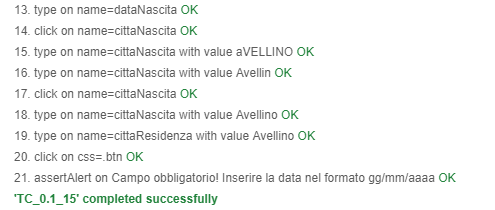 13. type on name=dataNascita OK
14. click on name=cittaNascita OK
15. type on name=cittaNascita with value aVELLINO OK
16. type on name=cittaNascita with value Avellin OK
17. click on name=cittaNascita OK
18. type on name=cittaNascita with value Avellino OK
19. type on name=cittaResidenza with value Avellino OK
20. click on css=.btn OK
21. assertAlert on Campo obbligatorio! Inserire la data nel formato gg/mm/aaaa OK
'TC_0.1_15' completed successfully